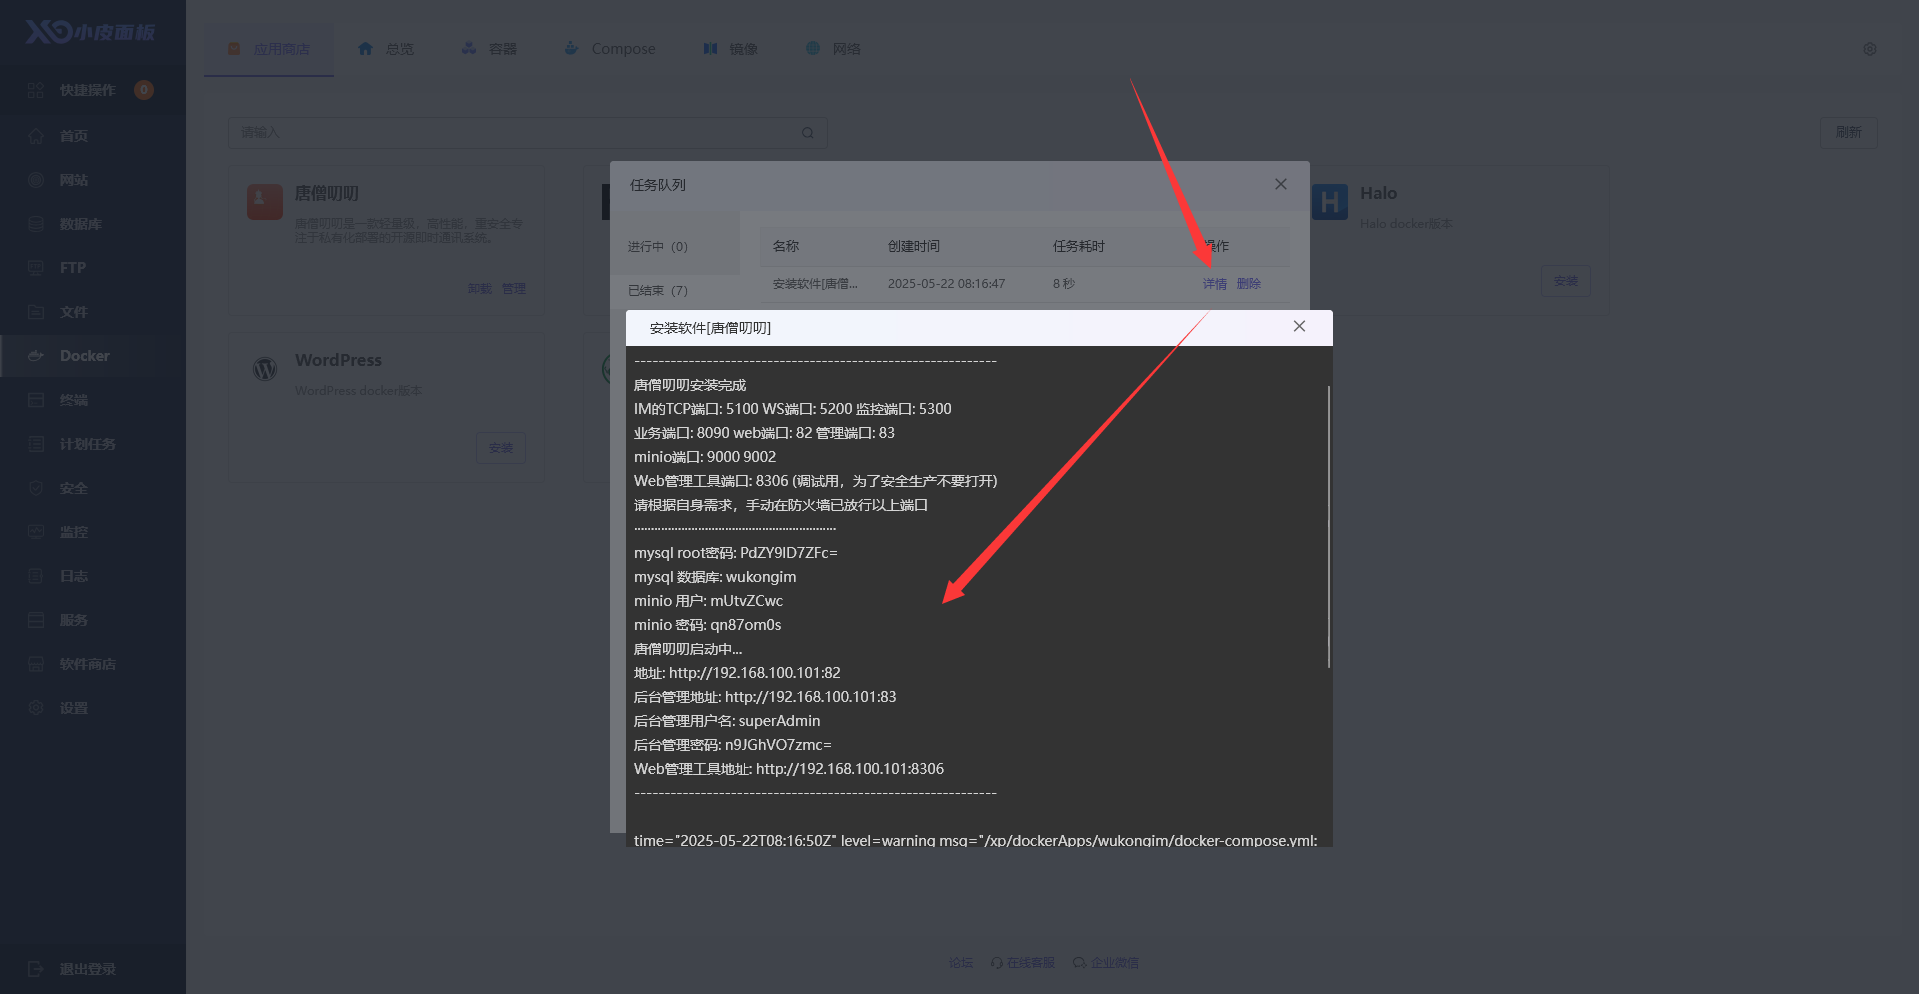 小皮面板
快捷操作 0
首页
网站
数据库
FTP
文件
Docker
终端
计划任务
安全
监控
日志
服务
软件商店
设置
退出登录
应用商店 总览 容器 Compose 镜像 网络
请输入
刷新
唐僧叨叨
唐僧叨叨是一款轻量级、高性能、重安全专
注于私有化部署的开源即时通讯系统。
卸载 管理
Halo
Halo docker版本
安装
WordPress
WordPress docker版本
安装
任务队列
进行中 (0)
已结束 (7)
名称 创建时间 任务耗时 操作
安装软件[唐僧... 2025-05-22 08:16:47 8 秒 详情 删除
安装软件[唐僧叨叨]
------------------------------------------------------------
唐僧叨叨安装完成
IM的TCP端口: 5100 WS端口: 5200 监控端口: 5300
业务端口: 8090 web端口: 82 管理端口: 83
minio端口: 9000 9002
Web管理工具端口: 8306 (调试用，为了安全生产不要打开)
请根据自身需求，手动在防火墙已放行以上端口
............................................................
mysql root密码: PdZY9ID7ZFc=
mysql 数据库: wukongim
minio 用户: mUtvZCwc
minio 密码: qn87om0s
唐僧叨叨启动中...
地址: http://192.168.100.101:82
后台管理地址: http://192.168.100.101:83
后台管理用户名: superAdmin
后台管理密码: n9JGhVO7zmc=
Web管理工具地址: http://192.168.100.101:8306
------------------------------------------------------------
time="2025-05-22T08:16:50Z" level=warning msg="/xp/dockerApps/wukongim/docker-compose.yml:
论坛 在线客服 企业微信